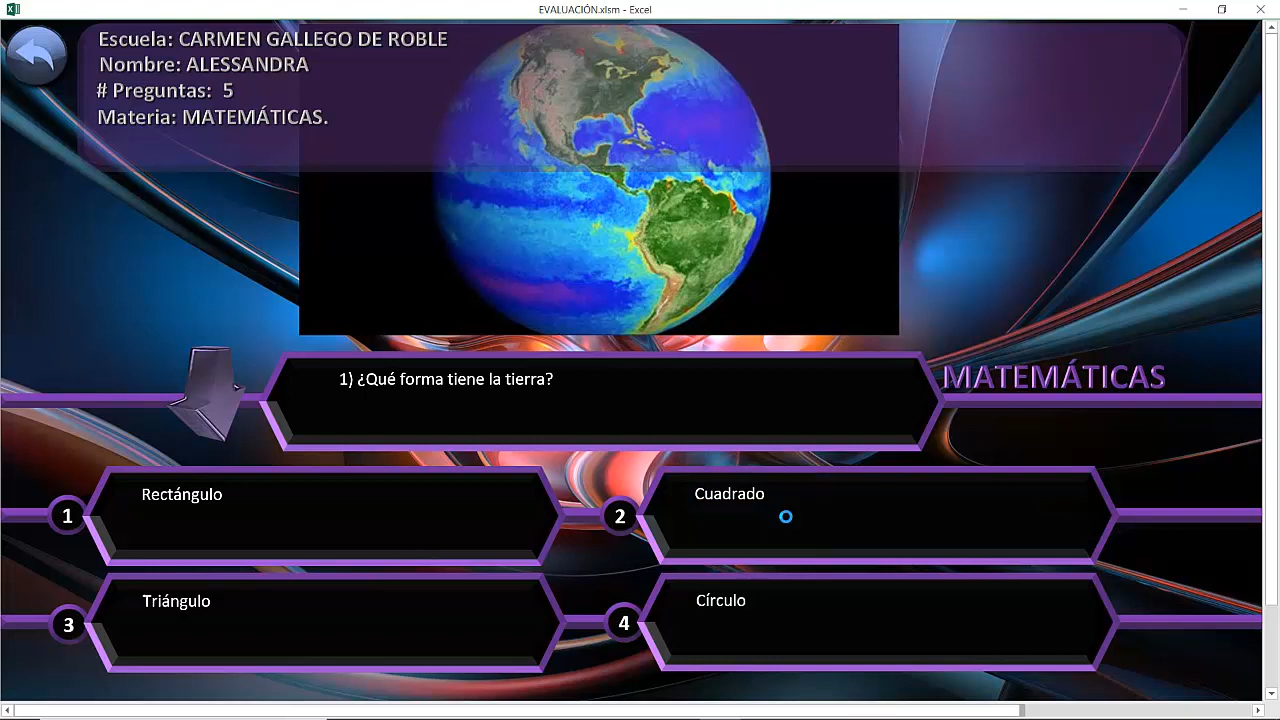 EVALUACIÓN.xlsm - Excel
Escuela: CARMEN GALLEGO DE ROBLE
Nombre: ALESSANDRA
# Preguntas: 5
Materia: MATEMÁTICAS.
1) ¿Qué forma tiene la tierra?
MATEMÁTICAS
1
Rectángulo
2
Cuadrado
3
Triángulo
4
Círculo